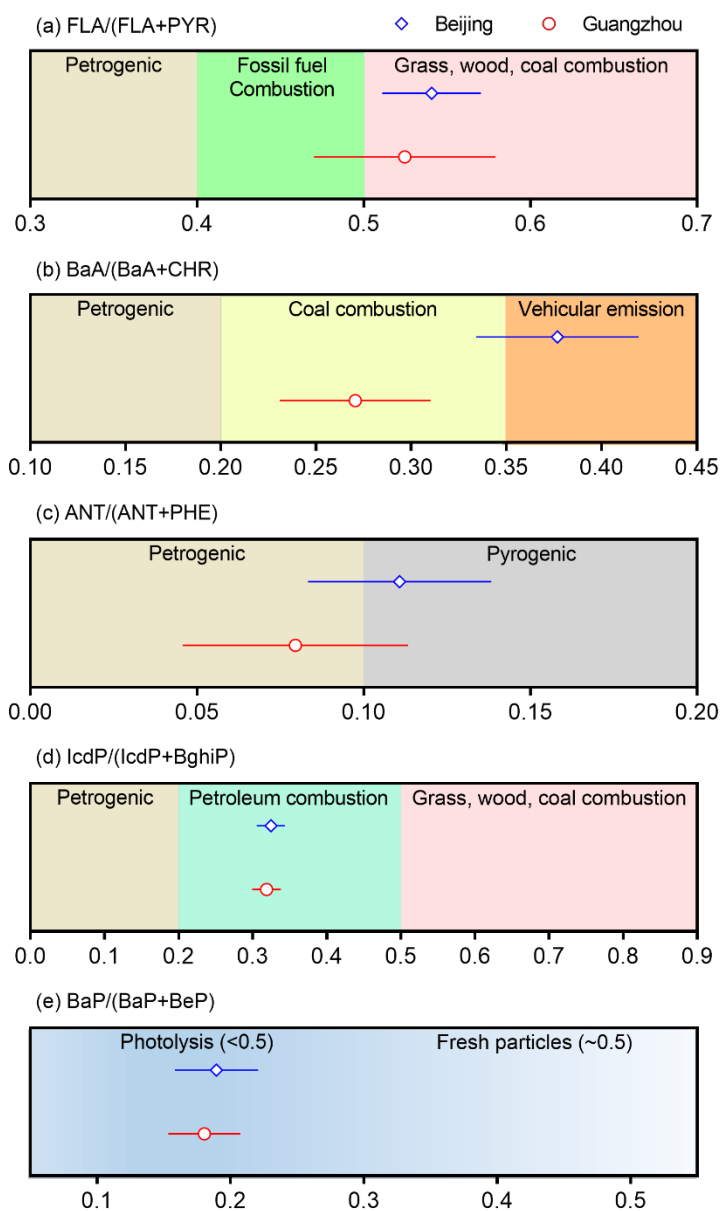 (a) FLA/(FLA+PYR) Beijing Guangzhou
Petrogenic Fossil fuel Grass, wood, coal combustion
Combustion
0.3 0.4 0.5 0.6 0.7
(b) BaA/(BaA+CHR)
Petrogenic Coal combustion Vehicular emission
0.10 0.15 0.20 0.25 0.30 0.35 0.40 0.45
(c) ANT/(ANT+PHE)
Petrogenic Pyrogenic
0.00 0.05 0.10 0.15 0.20
(d) IcdP/(IcdP+BghiP)
Petrogenic Petroleum combustion Grass, wood, coal combustion
0.0 0.1 0.2 0.3 0.4 0.5 0.6 0.7 0.8 0.9
(e) BaP/(BaP+BeP)
Photolysis (<0.5) Fresh particles (~0.5)
0.1 0.2 0.3 0.4 0.5